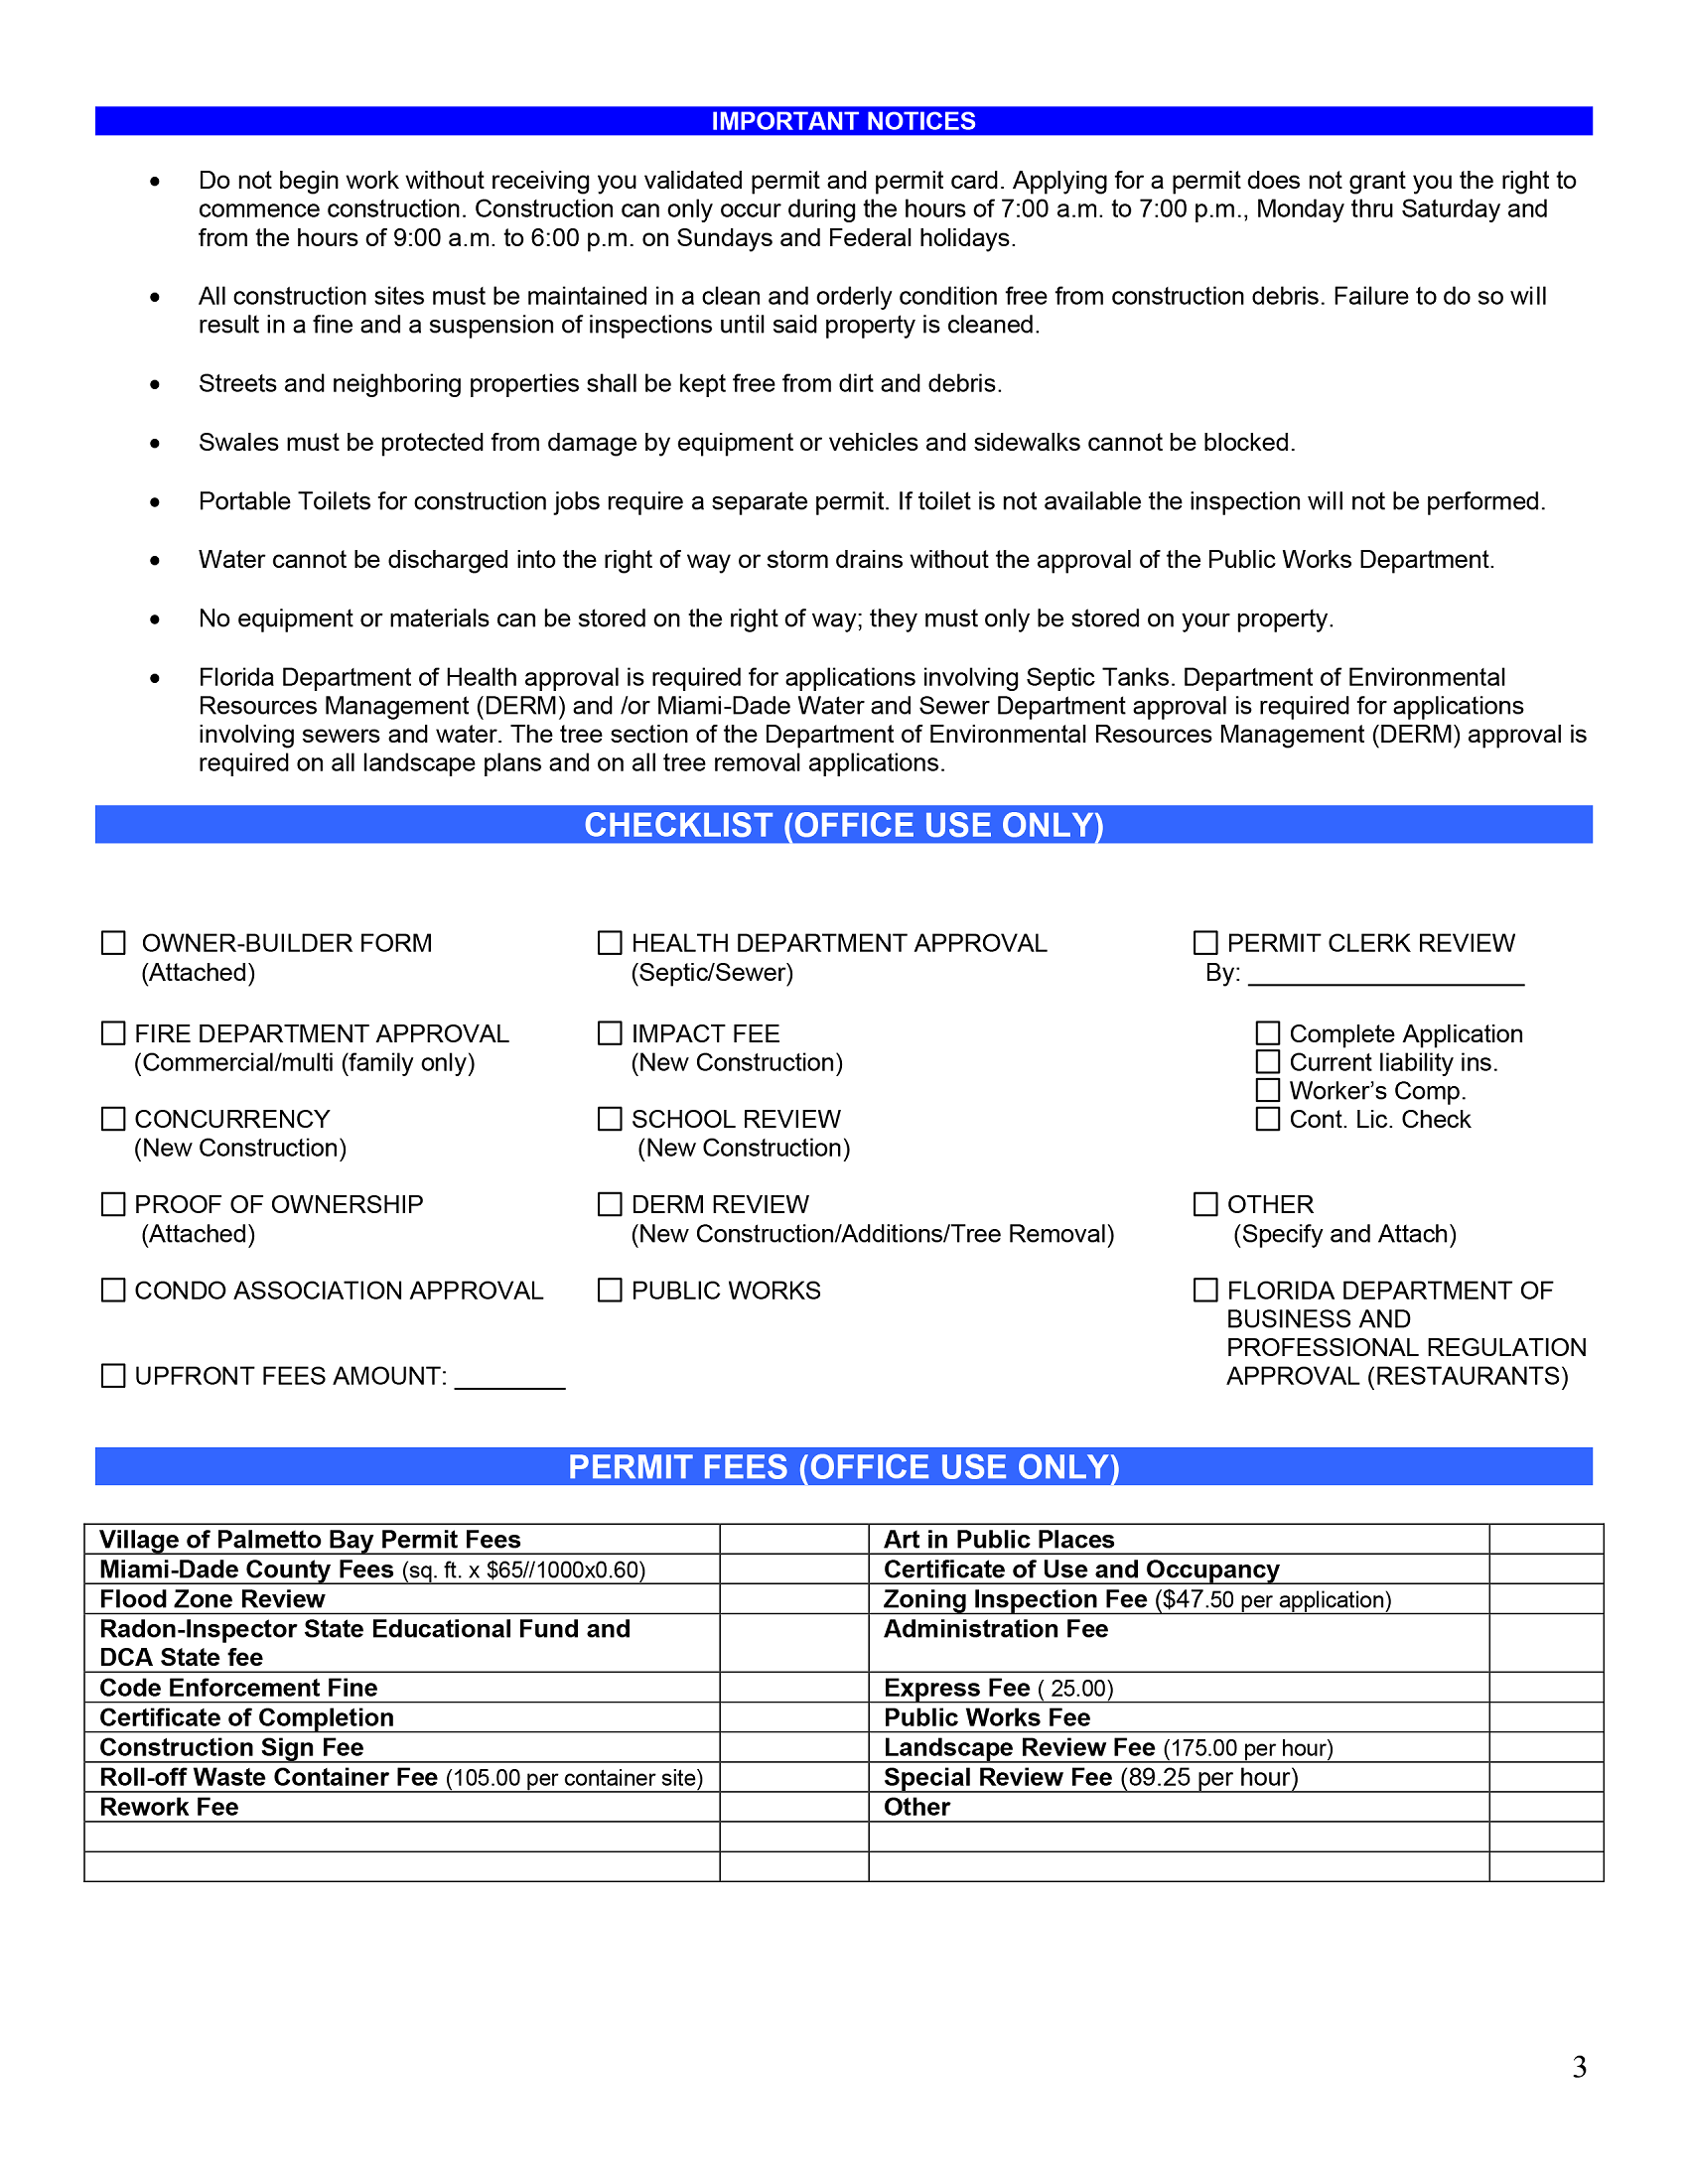 IMPORTANT NOTICES
• Do not begin work without receiving you validated permit and permit card. Applying for a permit does not grant you the right to
commence construction. Construction can only occur during the hours of 7:00 a.m. to 7:00 p.m., Monday thru Saturday and
from the hours of 9:00 a.m. to 6:00 p.m. on Sundays and Federal holidays.
• All construction sites must be maintained in a clean and orderly condition free from construction debris. Failure to do so will
result in a fine and a suspension of inspections until said property is cleaned.
• Streets and neighboring properties shall be kept free from dirt and debris.
• Swales must be protected from damage by equipment or vehicles and sidewalks cannot be blocked.
• Portable Toilets for construction jobs require a separate permit. If toilet is not available the inspection will not be performed.
• Water cannot be discharged into the right of way or storm drains without the approval of the Public Works Department.
• No equipment or materials can be stored on the right of way; they must only be stored on your property.
• Florida Department of Health approval is required for applications involving Septic Tanks. Department of Environmental
Resources Management (DERM) and /or Miami-Dade Water and Sewer Department approval is required for applications
involving sewers and water. The tree section of the Department of Environmental Resources Management (DERM) approval is
required on all landscape plans and on all tree removal applications.
CHECKLIST (OFFICE USE ONLY)
☐ OWNER-BUILDER FORM ☐ HEALTH DEPARTMENT APPROVAL ☐ PERMIT CLERK REVIEW
(Attached) (Septic/Sewer) By: ____________________
☐ FIRE DEPARTMENT APPROVAL ☐ IMPACT FEE ☐ Complete Application
(Commercial/multi (family only) (New Construction) ☐ Current liability ins.
☐ Worker's Comp.
☐ CONCURRENCY ☐ SCHOOL REVIEW ☐ Cont. Lic. Check
(New Construction) (New Construction)
☐ PROOF OF OWNERSHIP ☐ DERM REVIEW ☐ OTHER
(Attached) (New Construction/Additions/Tree Removal) (Specify and Attach)
☐ CONDO ASSOCIATION APPROVAL ☐ PUBLIC WORKS ☐ FLORIDA DEPARTMENT OF
BUSINESS AND
PROFESSIONAL REGULATION
☐ UPFRONT FEES AMOUNT: ________ APPROVAL (RESTAURANTS)
PERMIT FEES (OFFICE USE ONLY)
Village of Palmetto Bay Permit Fees Art in Public Places
Miami-Dade County Fees (sq. ft. x $65//1000x0.60) Certificate of Use and Occupancy
Flood Zone Review Zoning Inspection Fee ($47.50 per application)
Radon-Inspector State Educational Fund and Administration Fee
DCA State fee
Code Enforcement Fine Express Fee ( 25.00)
Certificate of Completion Public Works Fee
Construction Sign Fee Landscape Review Fee (175.00 per hour)
Roll-off Waste Container Fee (105.00 per container site) Special Review Fee (89.25 per hour)
Rework Fee Other
3